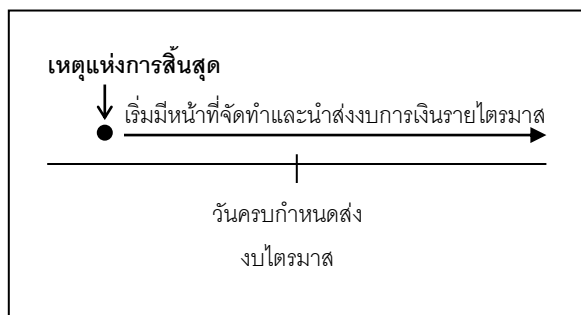 เหตุแห่งการสิ้นสุด
เริ่มมีหน้าที่จัดทำและนำส่งงบการเงินรายไตรมาส
วันครบกำหนดส่ง
งบไตรมาส